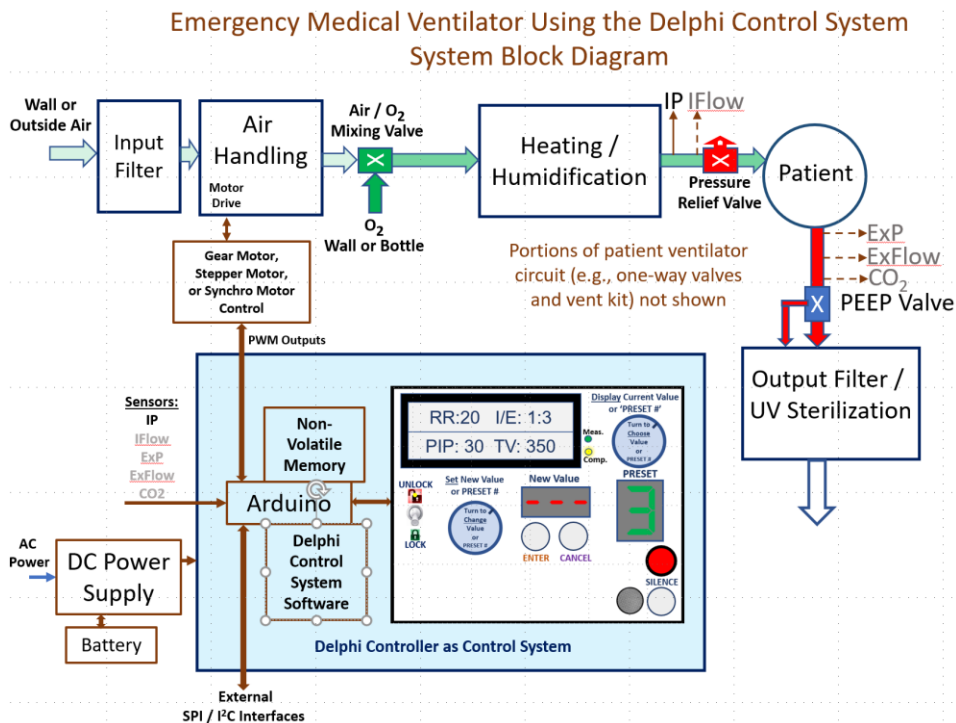 Emergency Medical Ventilator Using the Delphi Control System
System Block Diagram
Wall or
Outside Air
Input
Filter
Air
Handling
Motor
Drive
Air / O₂
Mixing Valve
X
O₂
Wall or Bottle
Heating /
Humidification
IP IFlow
X
Pressure
Relief Valve
Patient
ExP
ExFlow
CO₂
X
PEEP Valve
Output Filter /
UV Sterilization
Portions of patient ventilator
circuit (e.g., one-way valves
and vent kit) not shown
Gear Motor,
Stepper Motor,
or Synchro Motor
Control
PWM Outputs
Sensors:
IP
IFlow
ExP
ExFlow
CO2
Non-
Volatile
Memory
Arduino
Delphi
Control
System
Software
AC
Power
DC Power
Supply
Battery
External
SPI / I²C Interfaces
RR:20 I/E: 1:3
PIP: 30 TV: 350
Meas.
Comp.
Display Current Value
or 'PRESET #'
Turn to
Choose
Value
or
PRESET #
PRESET
3
UNLOCK
LOCK
Set New Value
or PRESET #
Turn to
Change
Value
or
PRESET #
New Value
- - -
ENTER CANCEL
SILENCE
Delphi Controller as Control System